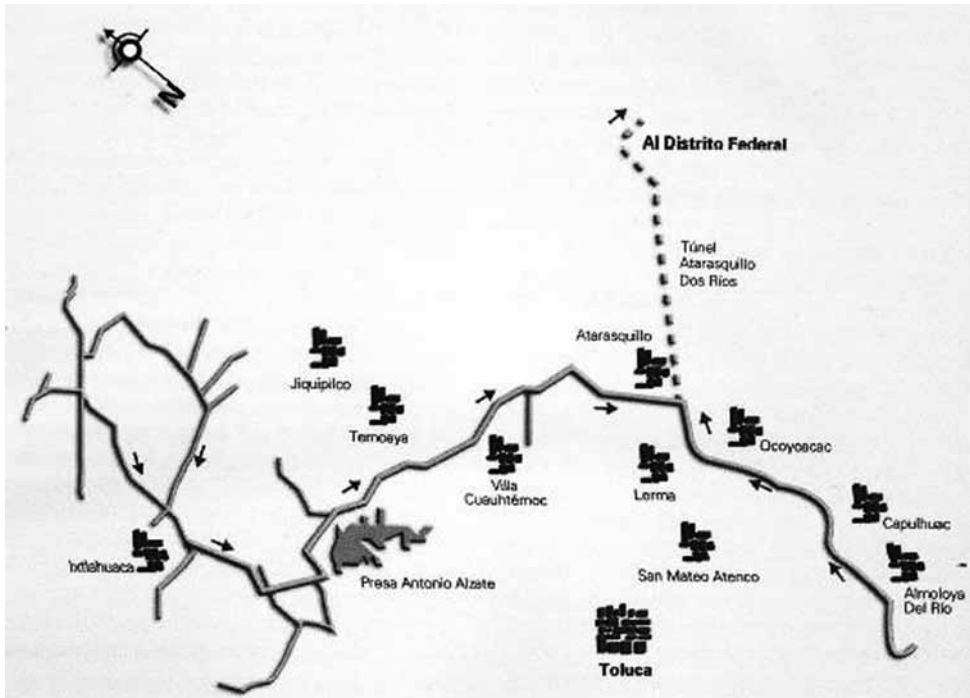 N
Al Distrito Federal
Túnel
Atarasquillo
Dos Ríos
Atarasquillo
Jiquipilco
Temoaya
Ocoyoacac
Villa
Cuauhtémoc
Lerma
Capulhuac
Ixtlahuaca
Presa Antonio Alzate
San Mateo Atenco
Almoloya
Del Río
Toluca